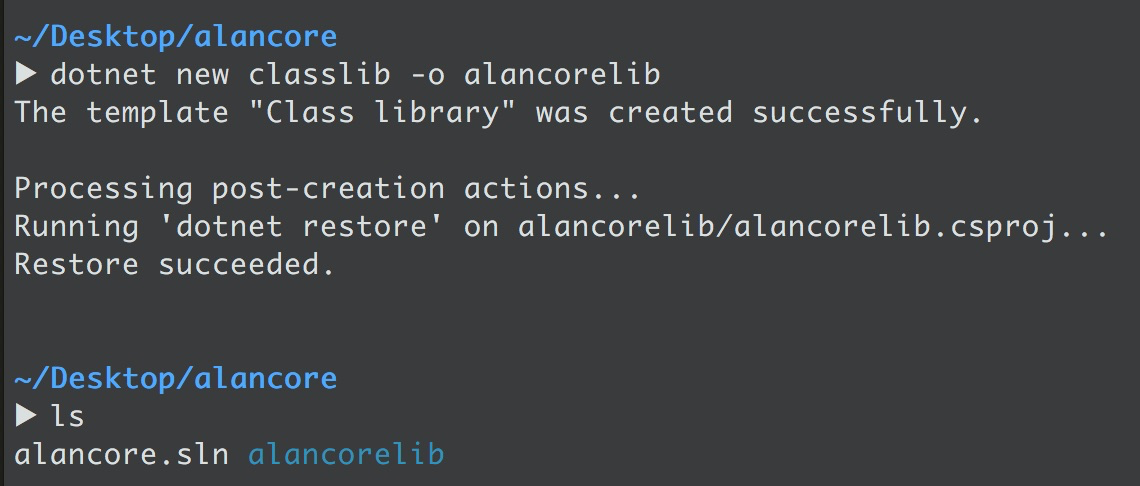 ~/Desktop/alancore
▶ dotnet new classlib -o alancorelib
The template "Class library" was created successfully.
Processing post-creation actions...
Running 'dotnet restore' on alancorelib/alancorelib.csproj...
Restore succeeded.
~/Desktop/alancore
▶ ls
alancore.sln alancorelib